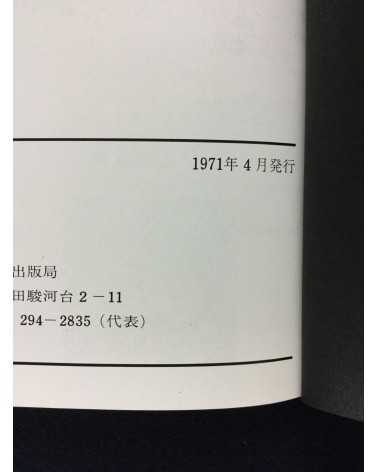 1971年 4 月発行
出版局
田駿河台 2 －11
294－2835（代表）